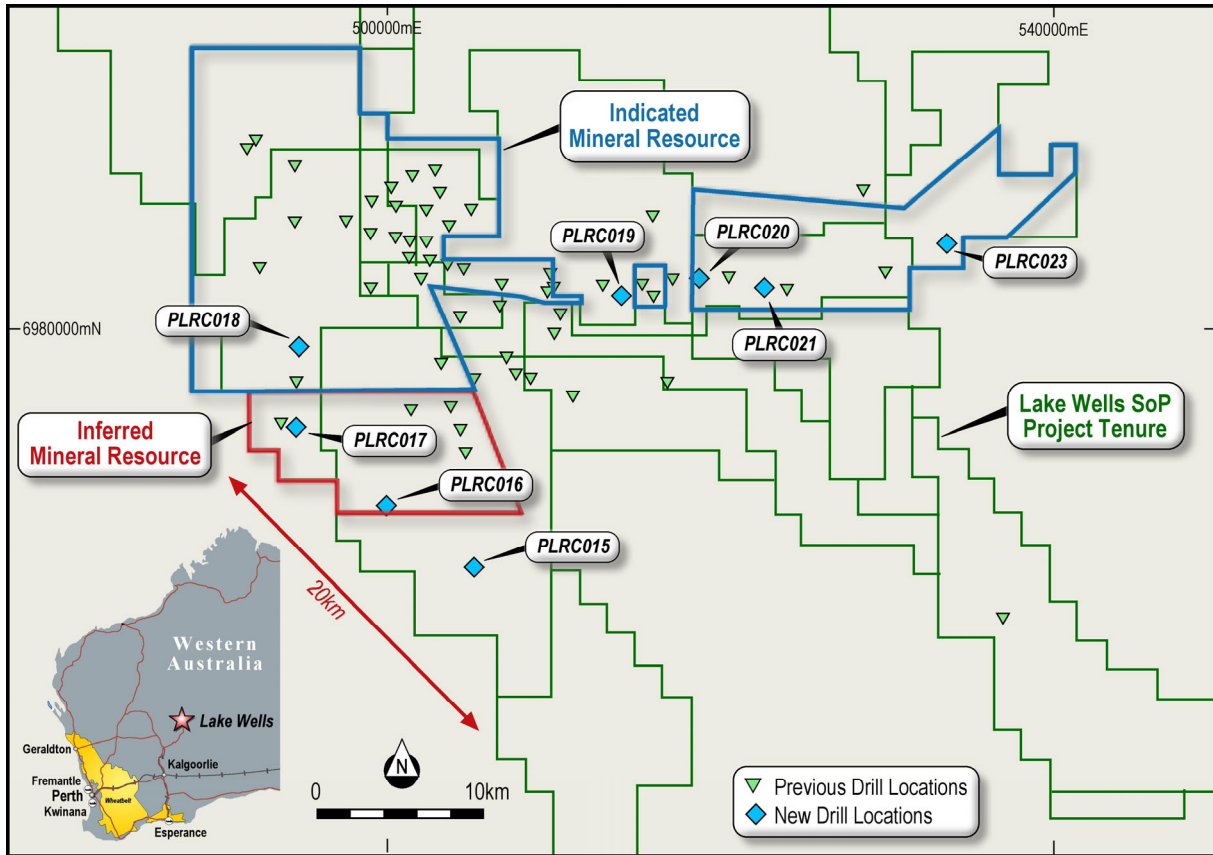 500000mE
540000mE
Indicated
Mineral Resource
PLRC019
PLRC020
PLRC023
6980000mN
PLRC018
PLRC021
Lake Wells SoP
Project Tenure
Inferred
Mineral Resource
PLRC017
PLRC016
PLRC015
20km
Western
Australia
Lake Wells
Geraldton
Kalgoorlie
Fremantle
Perth
Kwinana
Wheatbelt
Esperance
N
0
10km
Previous Drill Locations
New Drill Locations